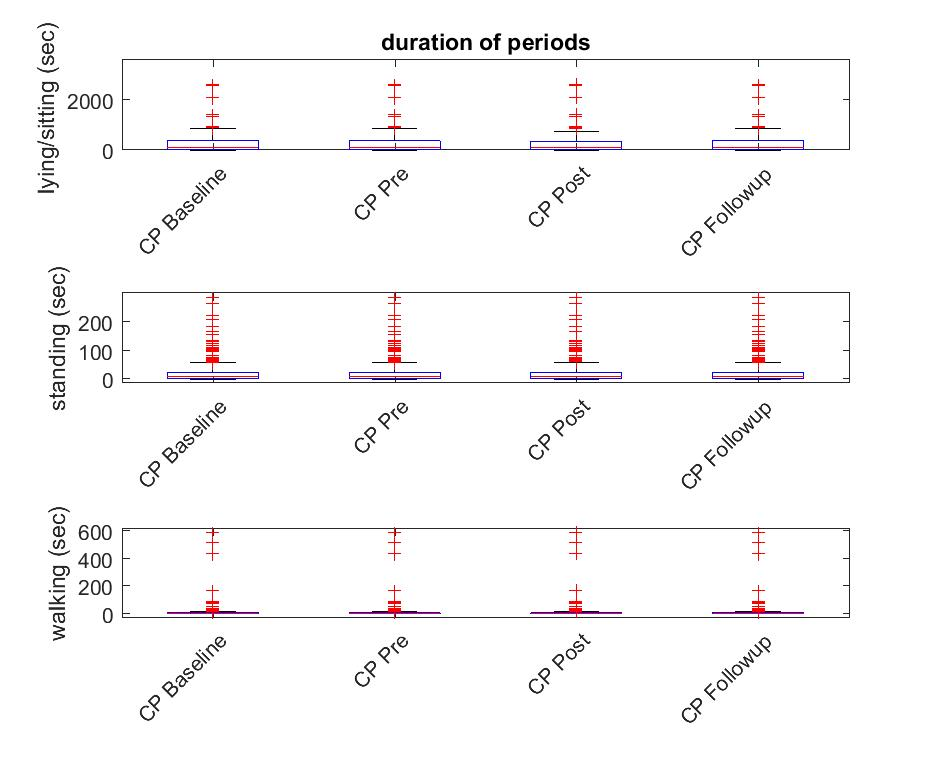 duration of periods
lying/sitting (sec)
2000
0
CP Baseline
CP Pre
CP Post
CP Followup
standing (sec)
200
100
0
CP Baseline
CP Pre
CP Post
CP Followup
walking (sec)
600
400
200
0
CP Baseline
CP Pre
CP Post
CP Followup